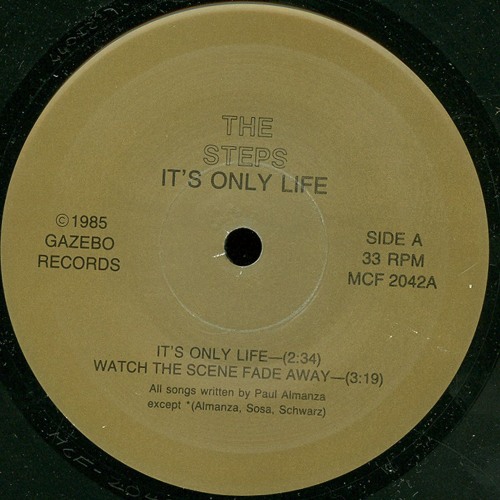 THE
STEPS
IT'S ONLY LIFE
©1985
GAZEBO
RECORDS
SIDE A
33 RPM
MCF 2042A
IT'S ONLY LIFE—(2:34)
WATCH THE SCENE FADE AWAY—(3:19)
All songs written by Paul Almanza
except *(Almanza, Sosa, Schwarz)